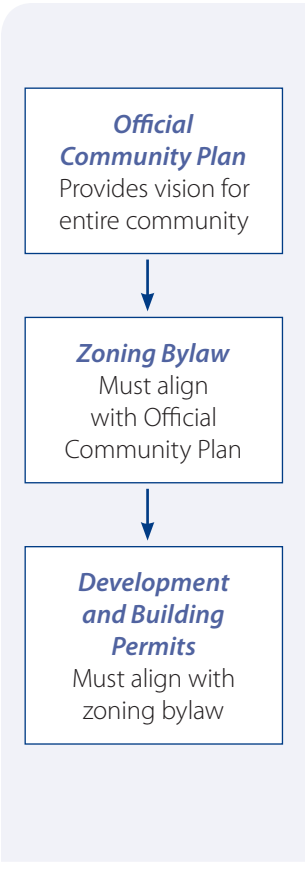 Official
Community Plan
Provides vision for
entire community
Zoning Bylaw
Must align
with Official
Community Plan
Development
and Building
Permits
Must align with
zoning bylaw